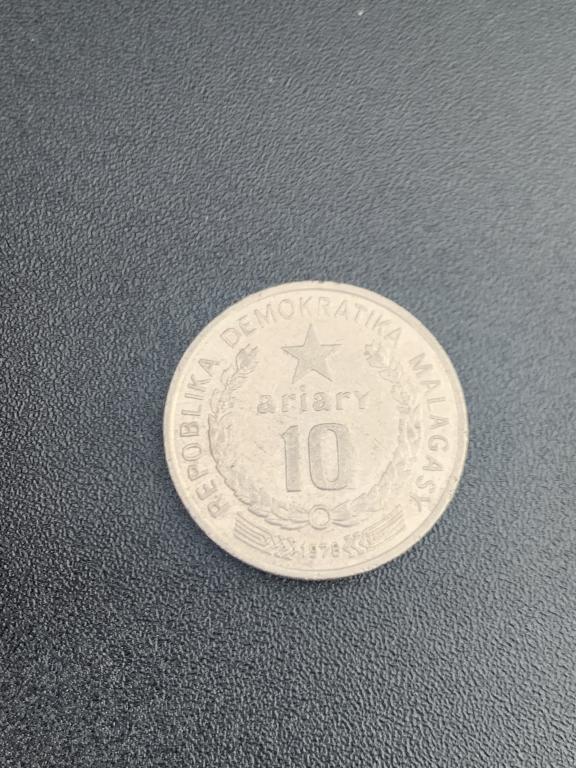 REPOBLIKA DEMOKRATIKA MALAGASY
ariary
10
1978